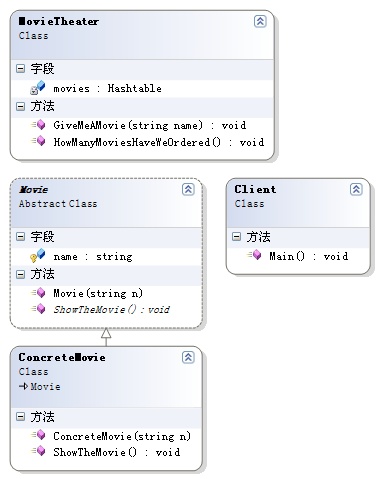 MovieTheater
Class
字段
movies : Hashtable
方法
GiveMeAMovie(string name) : void
HowManyMoviesHaveWeOrdered() : void
Movie
Abstract Class
字段
name : string
方法
Movie(string n)
ShowTheMovie() : void
Client
Class
方法
Main() : void
ConcreteMovie
Class
Movie
方法
ConcreteMovie(string n)
ShowTheMovie() : void